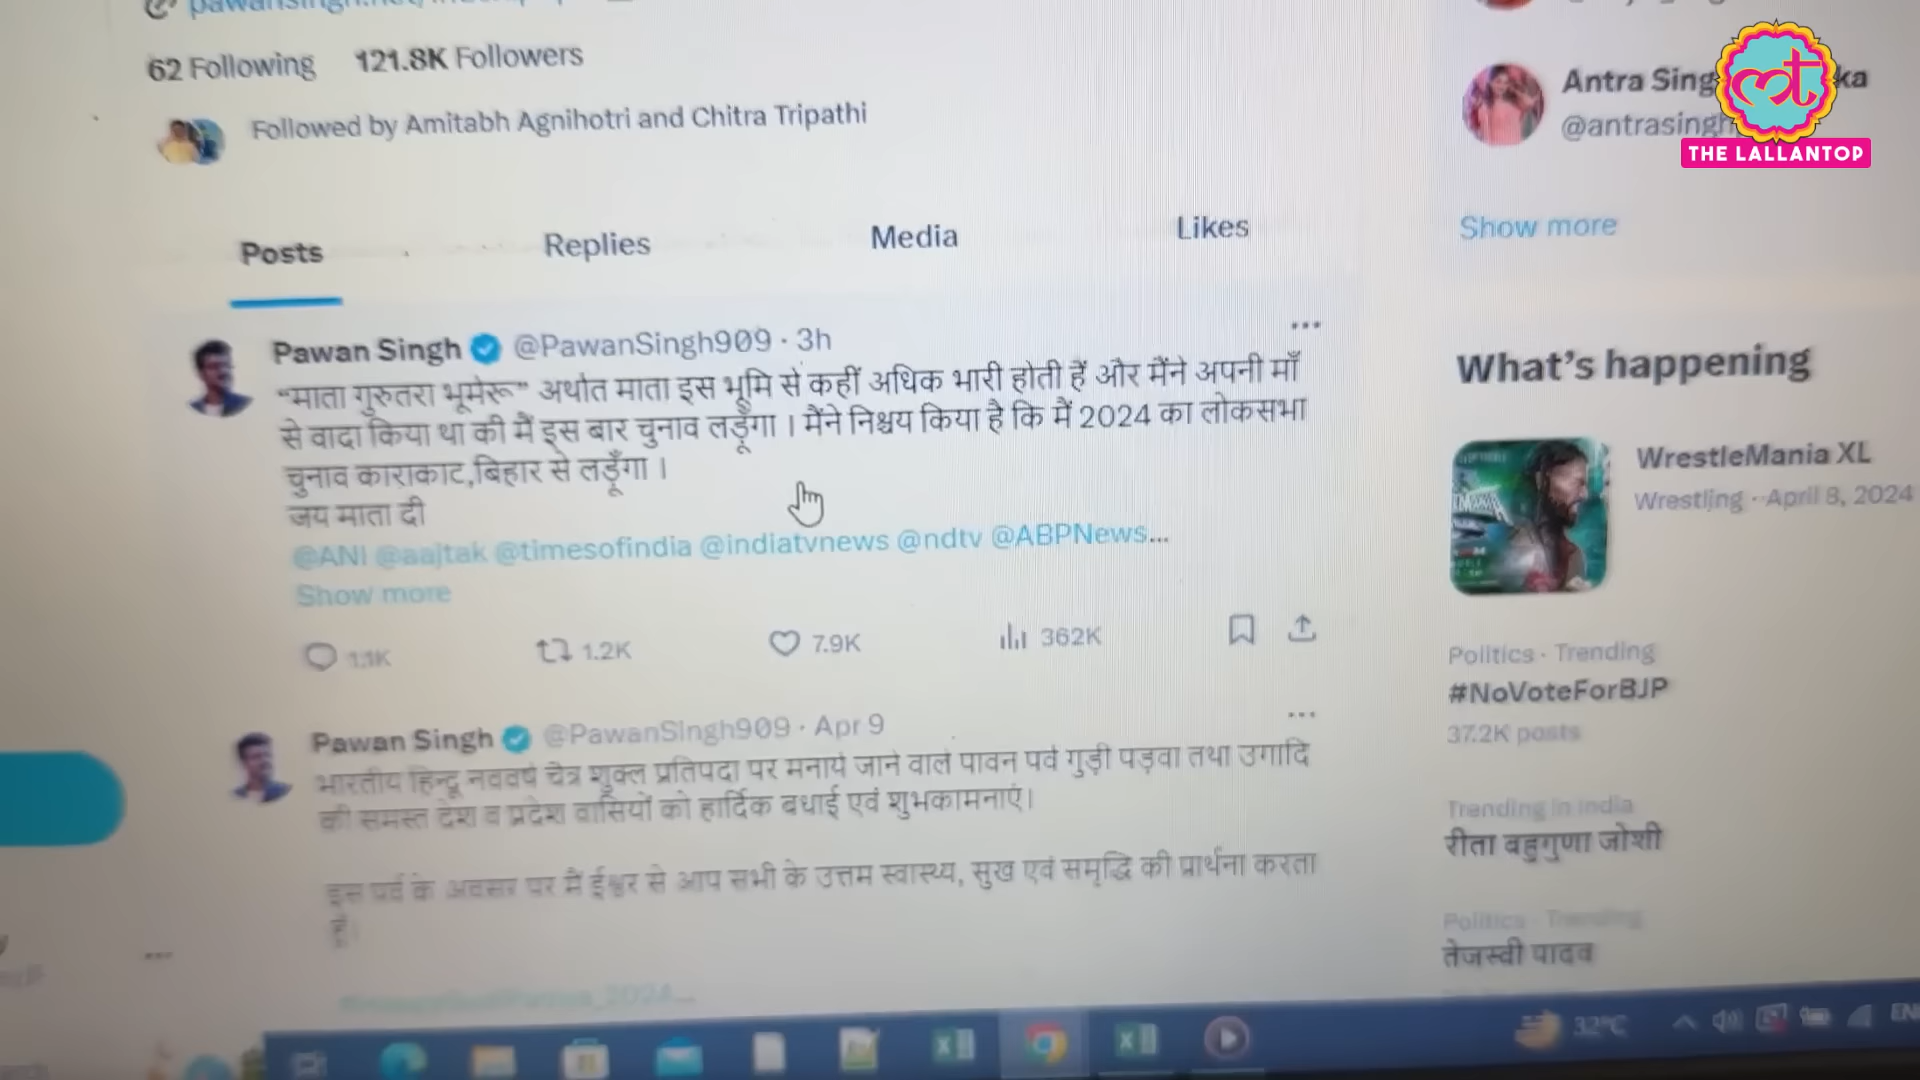 62 Following 121.8K Followers
Followed by Amitabh Agnihotri and Chitra Tripathi
Posts Replies Media Likes
Pawan Singh @PawanSingh909 · 3h
“माता गुरुतरा भूमेरू” अर्थात माता इस भूमि से कहीं अधिक भारी होती हैं और मैंने अपनी माँ
से वादा किया था की मैं इस बार चुनाव लड़ूँगा । मैंने निश्चय किया है कि मैं 2024 का लोकसभा
चुनाव काराकाट,बिहार से लड़ूँगा ।
जय माता दी
@ANI @aajtak @timesofindia @indiatvnews @ndtv @ABPNews...
Show more
1.1K 1.2K 7.9K 362K
Pawan Singh @PawanSingh909 · Apr 9
भारतीय हिन्दू नववर्ष चैत्र शुक्ल प्रतिपदा पर मनाये जाने वाले पावन पर्व गुड़ी पड़वा तथा उगादि
की समस्त देश व प्रदेश वासियों को हार्दिक बधाई एवं शुभकामनाएं।
इस पर्व के अवसर पर मैं ईश्वर से आप सभी के उत्तम स्वास्थ्य, सुख एवं समृद्धि की प्रार्थना करता
Antra Sing
@antrasingh
THE LALLANTOP
Show more
What’s happening
WrestleMania XL
Wrestling · April 8, 2024
Politics · Trending
#NoVoteForBJP
37.2K posts
Trending in India
रीता बहुगुणा जोशी
Politics · Trending
तेजस्वी यादव
32°C